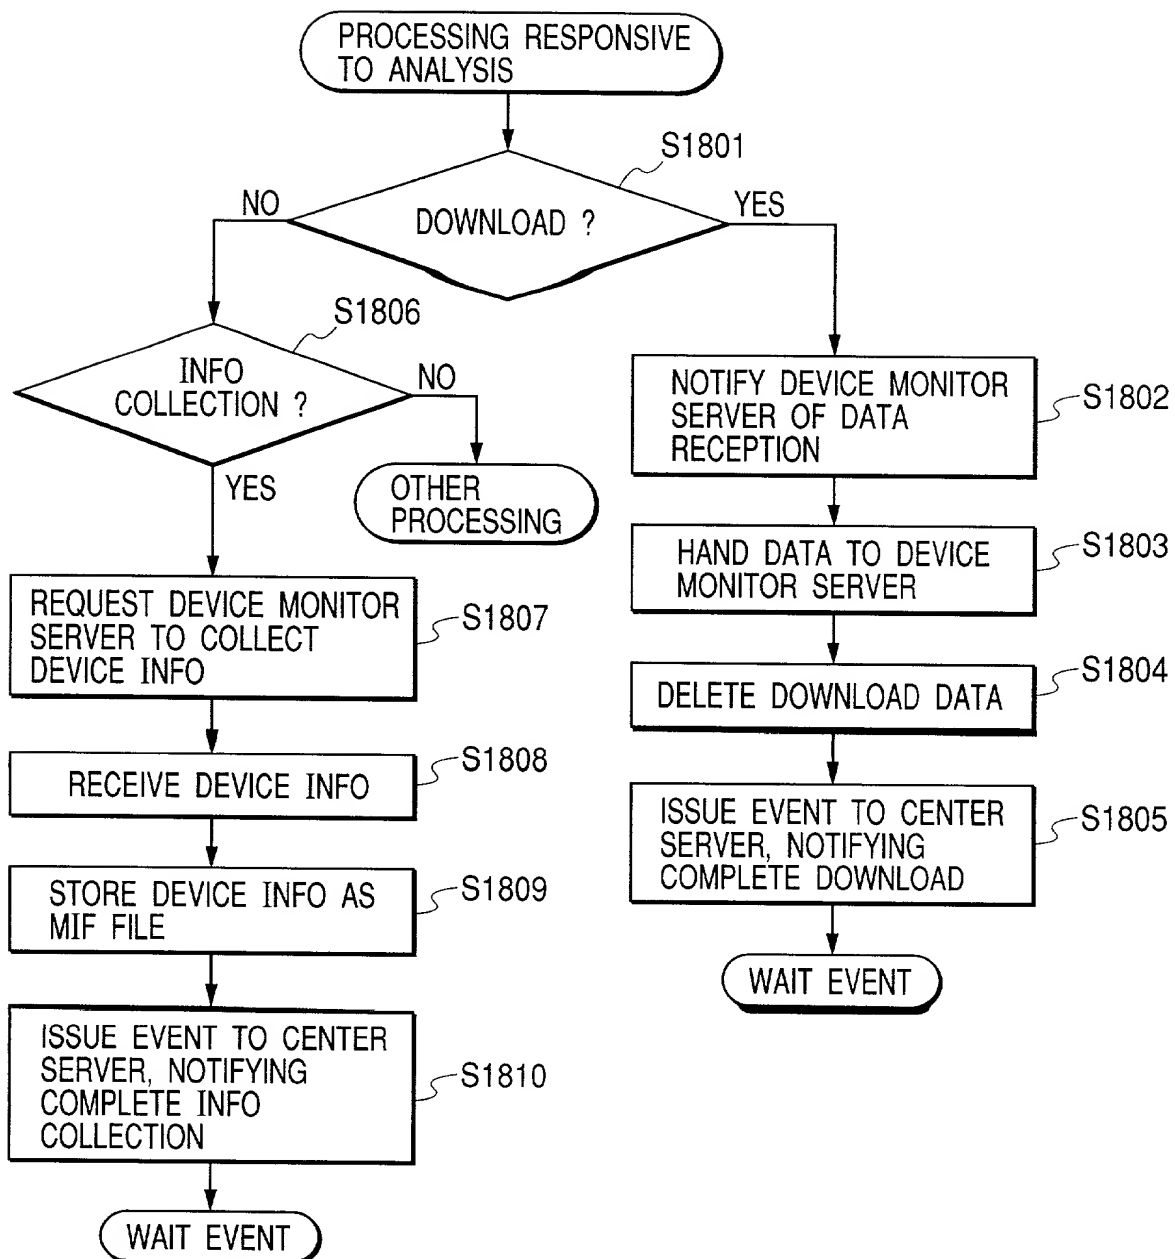 PROCESSING RESPONSIVE
TO ANALYSIS
S1801
NO
YES
DOWNLOAD ?
S1806
INFO
COLLECTION ?
NO
YES
OTHER
PROCESSING
NOTIFY DEVICE MONITOR
SERVER OF DATA
RECEPTION
S1802
HAND DATA TO DEVICE
MONITOR SERVER
S1803
DELETE DOWNLOAD DATA
S1804
ISSUE EVENT TO CENTER
SERVER, NOTIFYING
COMPLETE DOWNLOAD
S1805
WAIT EVENT
REQUEST DEVICE MONITOR
SERVER TO COLLECT
DEVICE INFO
S1807
RECEIVE DEVICE INFO
S1808
STORE DEVICE INFO AS
MIF FILE
S1809
ISSUE EVENT TO CENTER
SERVER, NOTIFYING
COMPLETE INFO
COLLECTION
S1810
WAIT EVENT